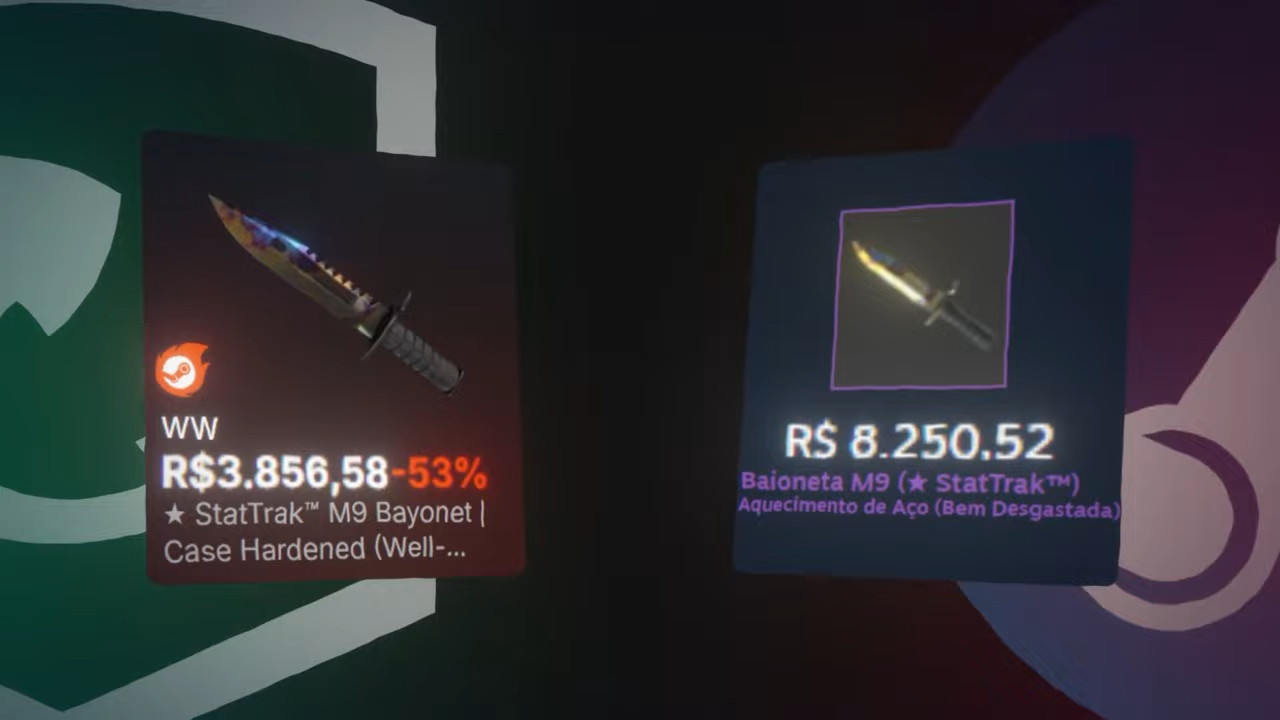 WW
R$3.856,58-53%
★ StatTrak™ M9 Bayonet |
Case Hardened (Well-...
R$ 8.250,52
Baioneta M9 (★ StatTrak™)
Aquecimento de Aço (Bem Desgastada)